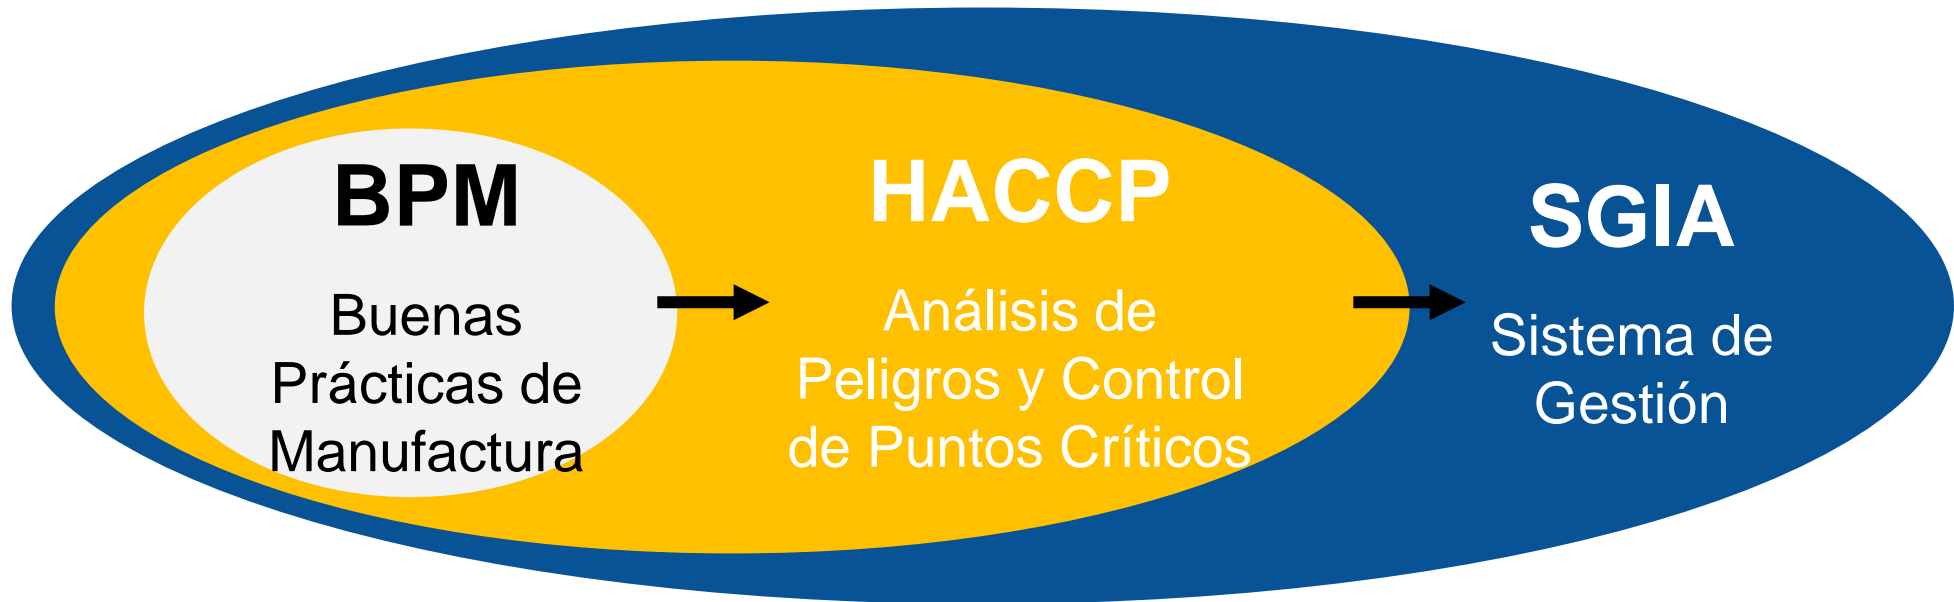 BPM
Buenas
Prácticas de
Manufactura
HACCP
Análisis de
Peligros y Control
de Puntos Críticos
SGIA
Sistema de
Gestión